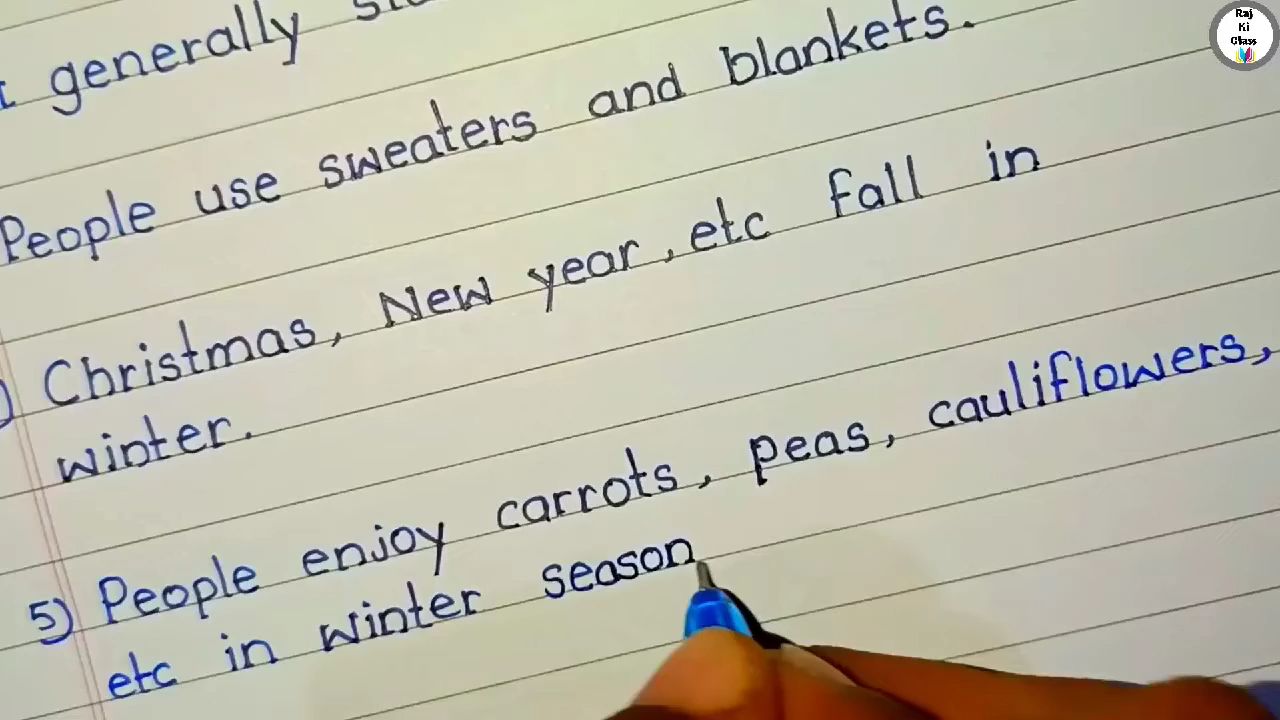 generally
People use sweaters and blankets.
) Christmas, New year, etc fall in
winter.
5) People enjoy carrots, peas, cauliflowers,
etc in winter season
Raj
Ki
Class